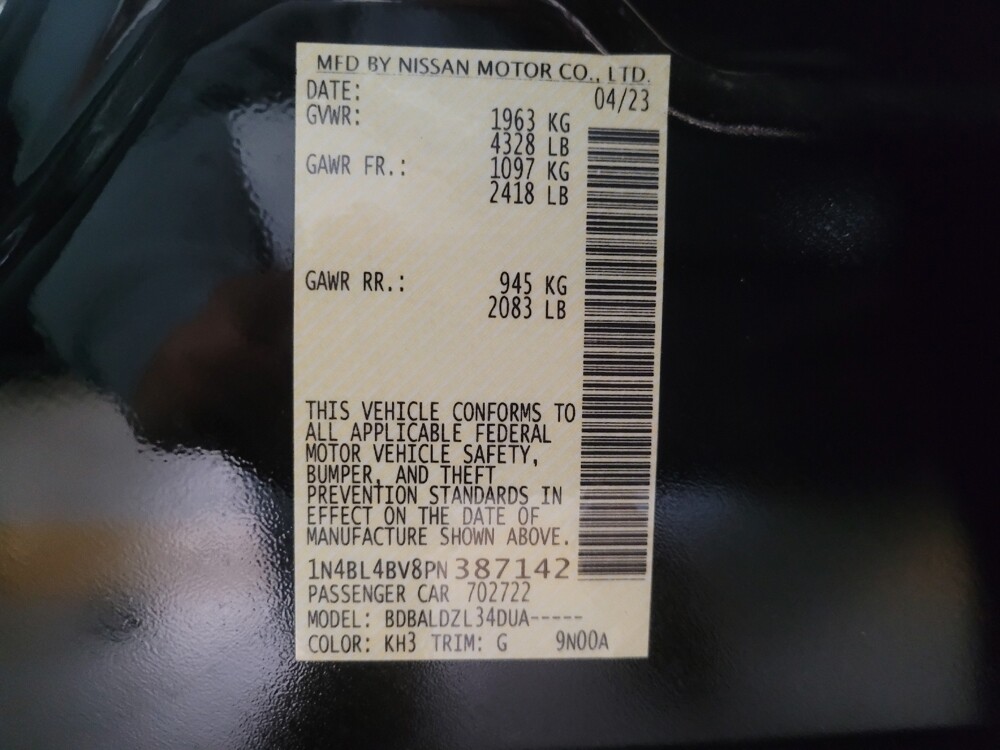 MFD BY NISSAN MOTOR CO., LTD.
DATE: 04/23
GVWR: 1963 KG
4328 LB
GAWR FR.: 1097 KG
2418 LB
GAWR RR.: 945 KG
2083 LB
THIS VEHICLE CONFORMS TO
ALL APPLICABLE FEDERAL
MOTOR VEHICLE SAFETY,
BUMPER, AND THEFT
PREVENTION STANDARDS IN
EFFECT ON THE DATE OF
MANUFACTURE SHOWN ABOVE.
1N4BL4BV8PN387142
PASSENGER CAR 702722
MODEL: BDBALDZL34DUA-----
COLOR: KH3 TRIM: G 9N00A